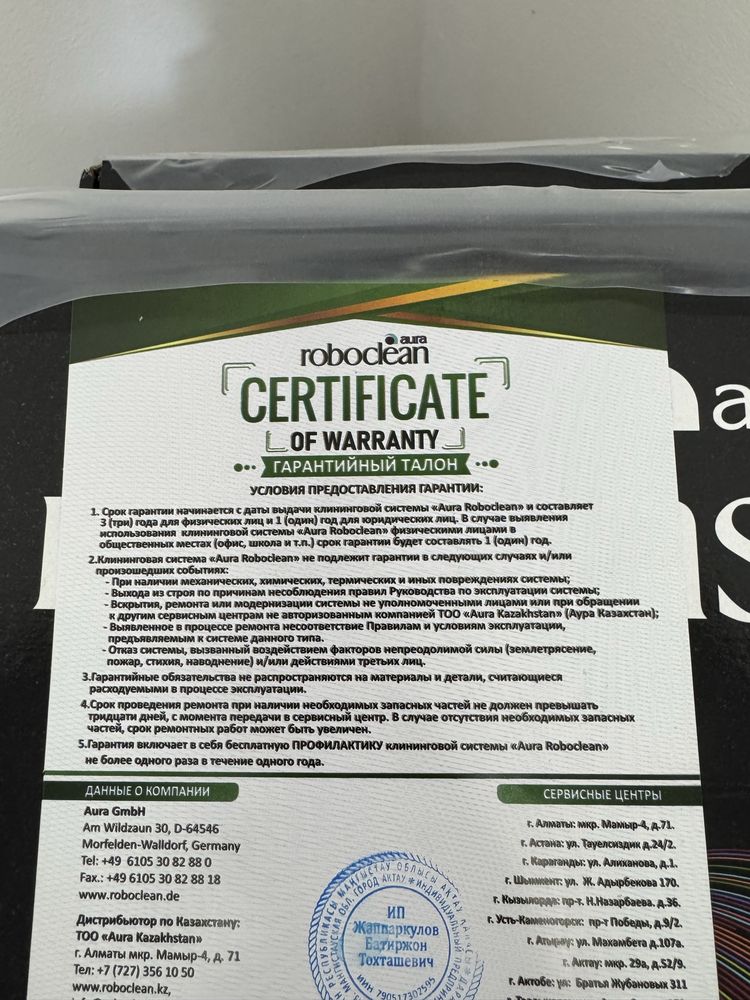 aura
roboclean
CERTIFICATE
OF WARRANTY
ГАРАНТИЙНЫЙ ТАЛОН
УСЛОВИЯ ПРЕДОСТАВЛЕНИЯ ГАРАНТИИ:
1. Срок гарантии начинается с даты выдачи клининговой системы «Aura Roboclean» и составляет
3 (три) года для физических лиц и 1 (один) год для юридических лиц. В случае выявления
использования клининговой системы «Aura Roboclean» физическими лицами в
общественных местах (офис, школа и т.п.) срок гарантии будет составлять 1 (один) год.
2.Клининговая система «Aura Roboclean» не подлежит гарантии в следующих случаях и/или
произошедших событиях:
- При наличии механических, химических, термических и иных повреждениях системы;
- Выхода из строя по причинам несоблюдения правил Руководства по эксплуатации системы;
- Вскрытия, ремонта или модернизации системы не уполномоченными лицами или при обращении
к другим сервисным центрам не авторизованным компанией ТОО «Aura Kazakhstan» (Аура Казахстан);
- Выявленное в процессе ремонта несоответствие Правилам и условиям эксплуатации,
предъявляемым к системе данного типа.
- Отказ системы, вызванный воздействием факторов непреодолимой силы (землетрясение,
пожар, стихия, наводнение) и/или действиями третьих лиц.
3.Гарантийные обязательства не распространяются на материалы и детали, считающиеся
расходуемыми в процессе эксплуатации.
4.Срок проведения ремонта при наличии необходимых запасных частей не должен превышать
тридцати дней, с момента передачи в сервисный центр. В случае отсутствия необходимых запасных
частей, срок ремонтных работ может быть увеличен.
5.Гарантия включает в себя бесплатную ПРОФИЛАКТИКУ клининговой системы «Aura Roboclean»
не более одного раза в течение одного года.
ДАННЫЕ О КОМПАНИИ
Aura GmbH
Am Wildzaun 30, D-64546
Morfelden-Walldorf, Germany
Tel: +49 6105 30 82 88 0
Fax.: +49 6105 30 82 88 18
www.roboclean.de
Дистрибьютор по Казахстану:
ТОО «Aura Kazakhstan»
г. Алматы мкр. Мамыр-4, д. 71
Тел: +7 (727) 356 10 50
www.roboclean.kz,
СЕРВИСНЫЕ ЦЕНТРЫ
г. Алматы: мкр. Мамыр-4, д.71.
г. Астана: ул. Тауелсиздик д.24/2.
г. Караганды: ул. Алиханова, д.1.
г. Шымкент: ул. Ж. Адырбекова 170.
г. Кызылорда: пр-т. Н.Назарбаева. д.36.
г. Усть-Каменогорск: пр-т Победы, д.9/2.
г. Атырау: ул. Махамбета д.107а.
г. Актау: мкр. 29а, д.52/9.
г. Актобе: ул: Братья Жубановых 311
ИП
Жаппаркулов
Батиржон
Тохташевич
ИИН 790517302595